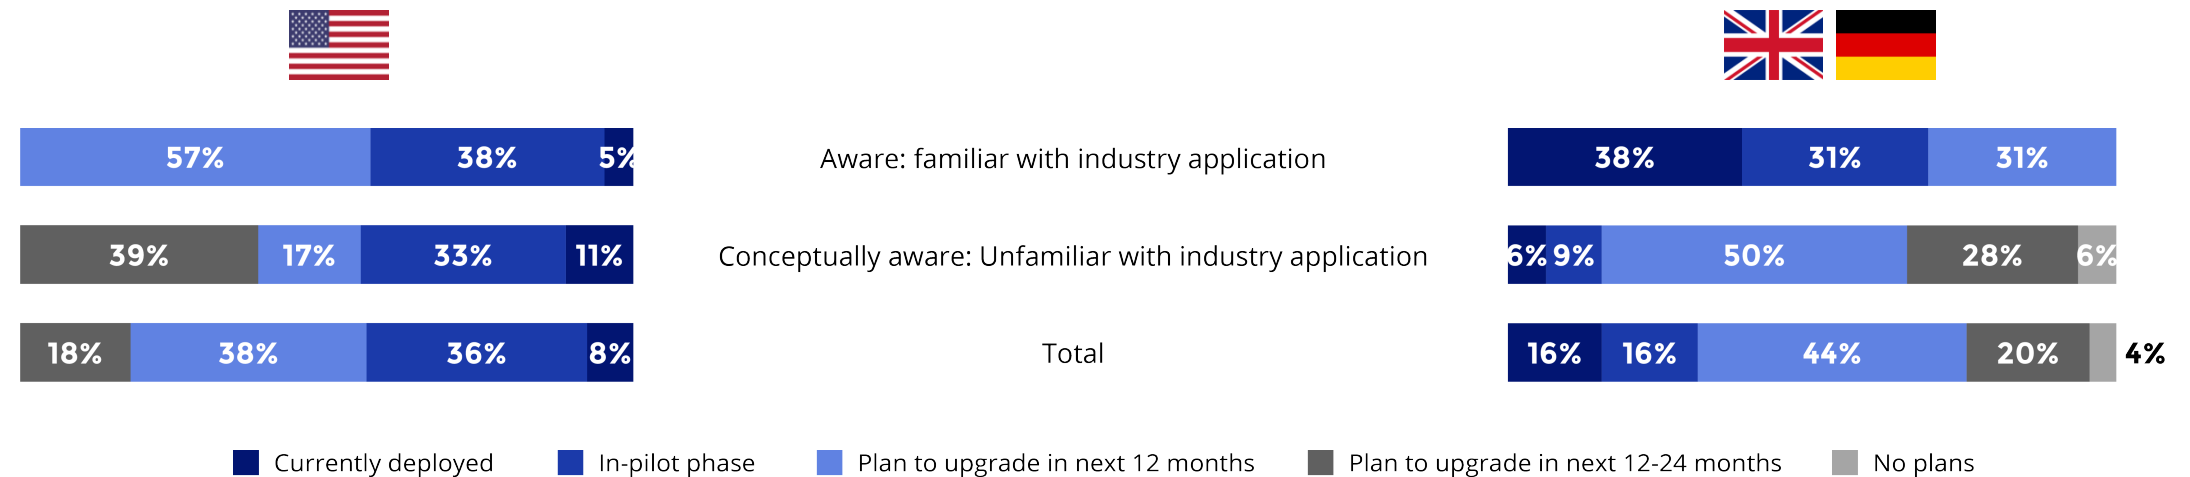 57% 38% 5% Aware: familiar with industry application 38% 31% 31%
39% 17% 33% 11% Conceptually aware: Unfamiliar with industry application 6% 9% 50% 28% 6%
18% 38% 36% 8% Total 16% 16% 44% 20% 4%
Currently deployed In-pilot phase Plan to upgrade in next 12 months Plan to upgrade in next 12-24 months No plans